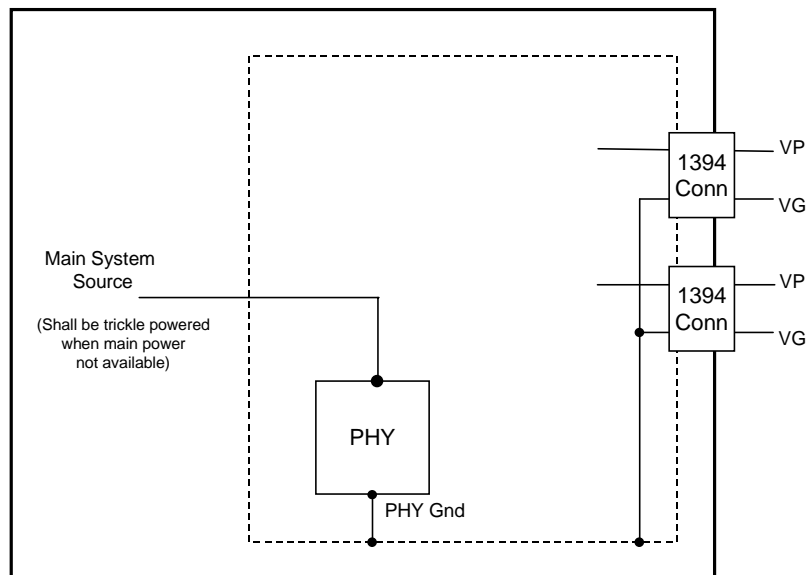 1394
Conn
VP
VG
Main System
Source
(Shall be trickle powered
when main power
not available)
1394
Conn
VP
VG
PHY
PHY Gnd